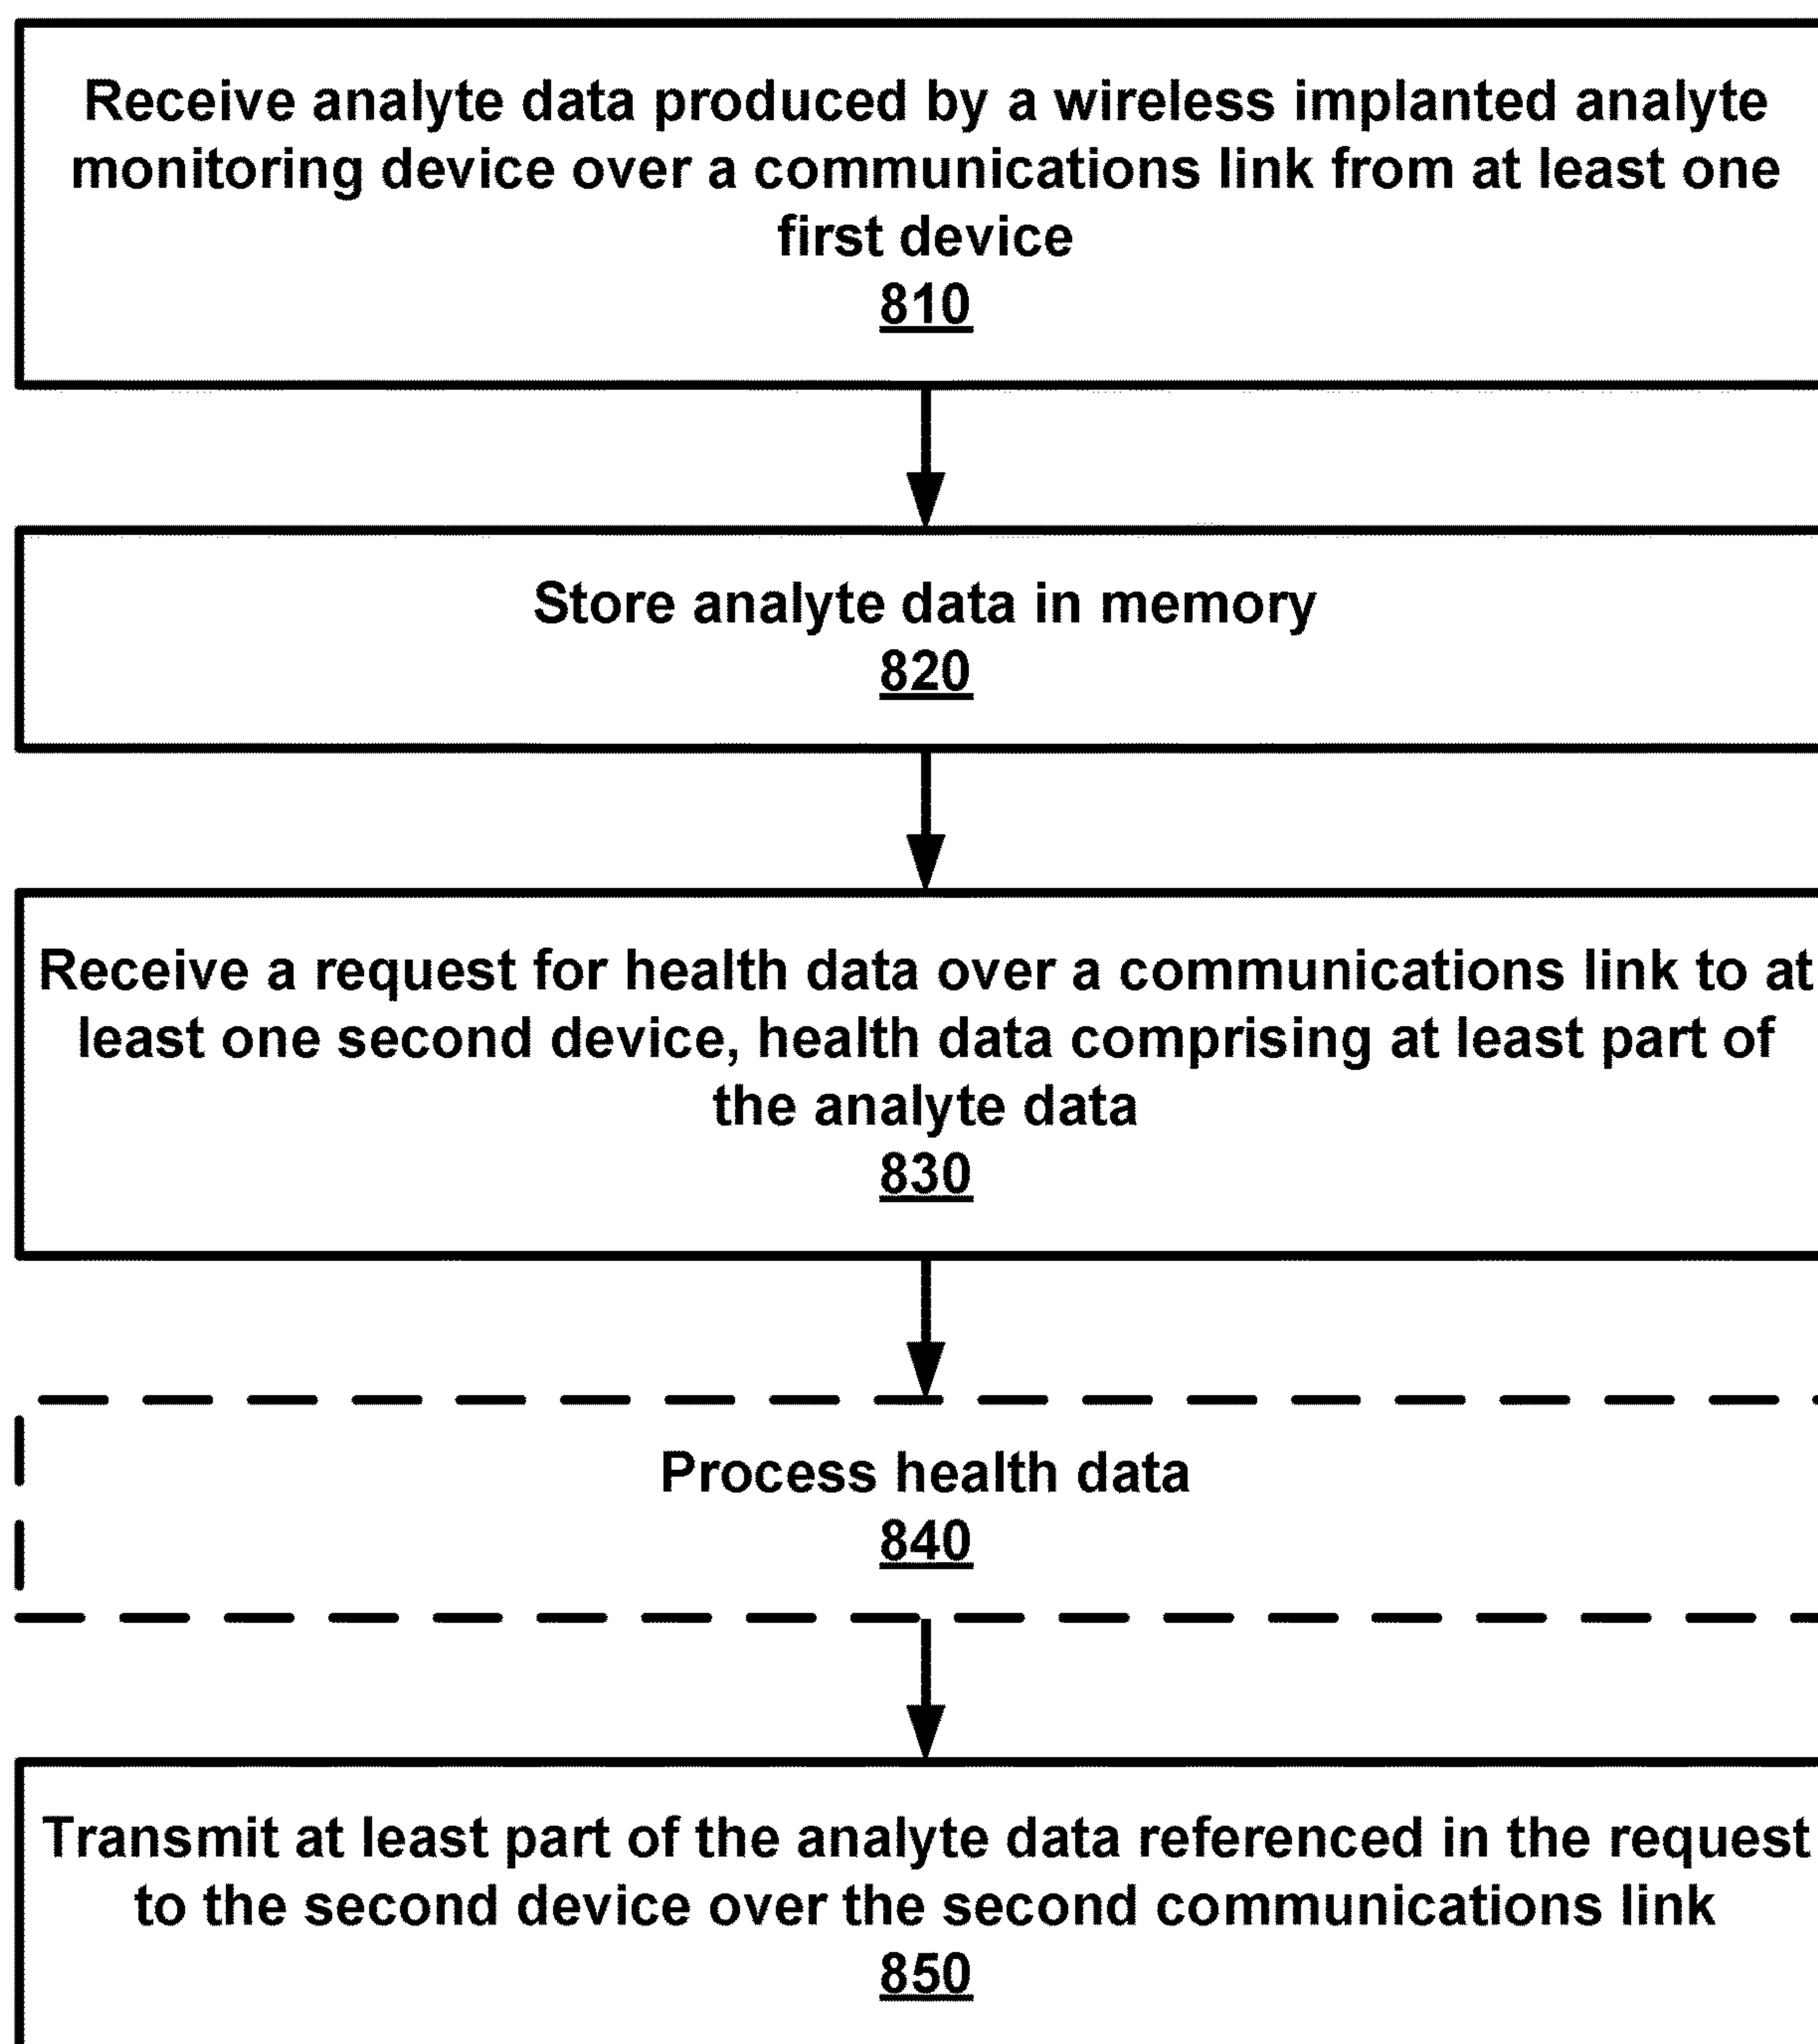 Receive analyte data produced by a wireless implanted analyte
monitoring device over a communications link from at least one
first device
810
Store analyte data in memory
820
Receive a request for health data over a communications link to at
least one second device, health data comprising at least part of
the analyte data
830
Process health data
840
Transmit at least part of the analyte data referenced in the request
to the second device over the second communications link
850